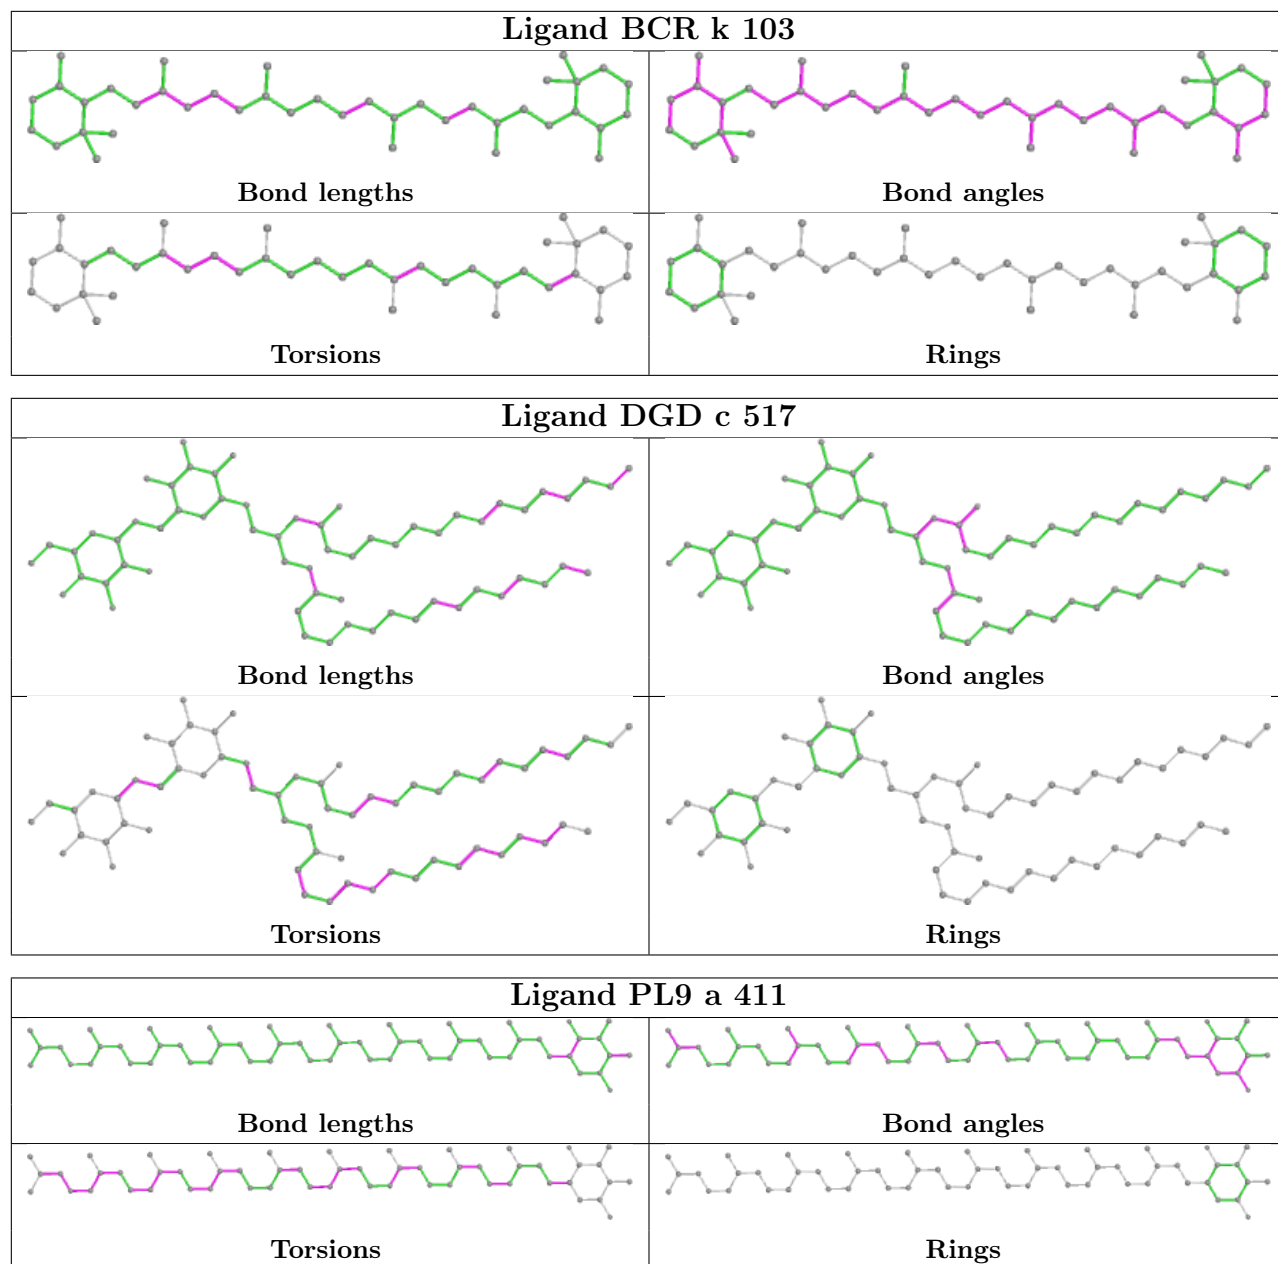 Ligand BCR k 103
Bond lengths
Bond angles
Torsions
Rings
Ligand DGD c 517
Bond lengths
Bond angles
Torsions
Rings
Ligand PL9 a 411
Bond lengths
Bond angles
Torsions
Rings